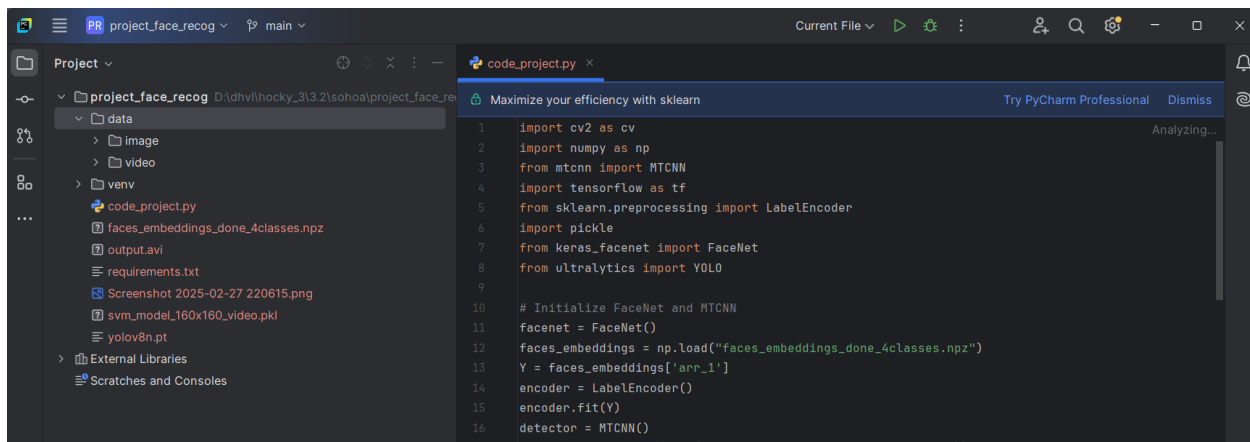 PC
PR project_face_recog main Current File
Project
project_face_recog D:\dhvl\hocky_3\3.2\sohoa\project_face_re
data
image
video
venv
code_project.py
faces_embeddings_done_4classes.npz
output.avi
requirements.txt
Screenshot 2025-02-27 220615.png
svm_model_160x160_video.pkl
yolov8n.pt
External Libraries
Scratches and Consoles
code_project.py
Maximize your efficiency with sklearn Try PyCharm Professional Dismiss
Analyzing...
1 import cv2 as cv
2 import numpy as np
3 from mtcnn import MTCNN
4 import tensorflow as tf
5 from sklearn.preprocessing import LabelEncoder
6 import pickle
7 from keras_facenet import FaceNet
8 from ultralytics import YOLO
9
10 # Initialize FaceNet and MTCNN
11 facenet = FaceNet()
12 faces_embeddings = np.load("faces_embeddings_done_4classes.npz")
13 Y = faces_embeddings['arr_1']
14 encoder = LabelEncoder()
15 encoder.fit(Y)
16 detector = MTCNN()